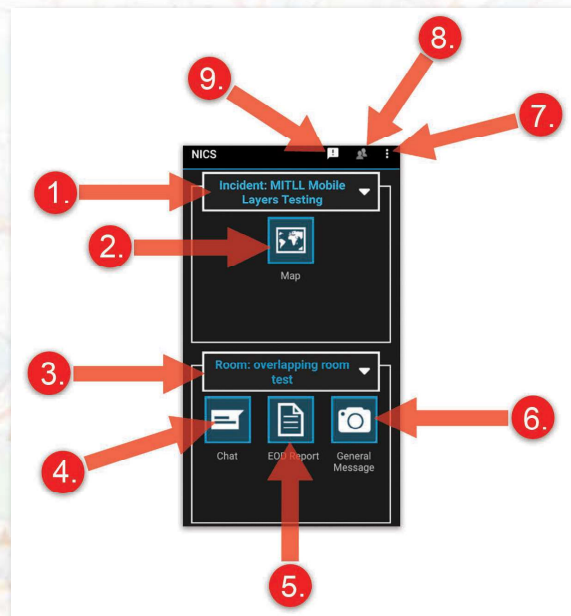 8.
9.
7.
NICS
1.
Incident: MITLL Mobile
Layers Testing
2.
Map
3.
Room: overlapping room
test
6.
4.
Chat
EOD Report
General
Message
5.